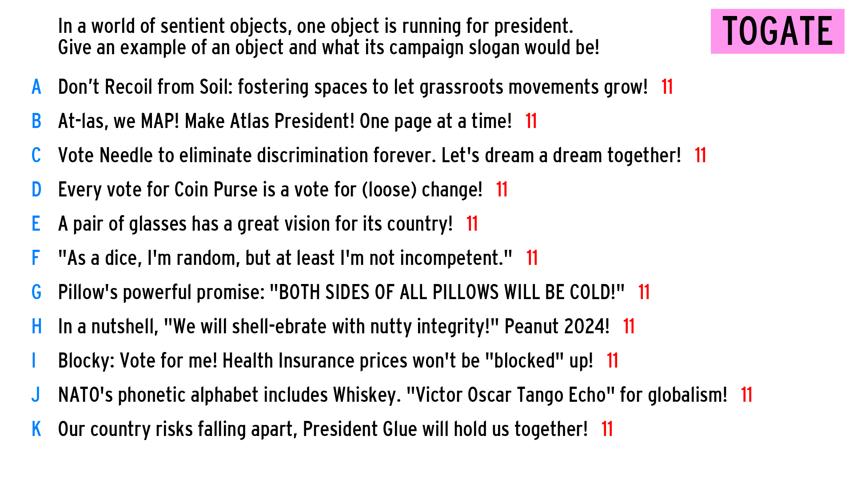 In a world of sentient objects, one object is running for president.
Give an example of an object and what its campaign slogan would be!
TOGATE
A Don't Recoil from Soil: fostering spaces to let grassroots movements grow! 11
B At-las, we MAP! Make Atlas President! One page at a time! 11
C Vote Needle to eliminate discrimination forever. Let's dream a dream together! 11
D Every vote for Coin Purse is a vote for (loose) change! 11
E A pair of glasses has a great vision for its country! 11
F "As a dice, I'm random, but at least I'm not incompetent." 11
G Pillow's powerful promise: "BOTH SIDES OF ALL PILLOWS WILL BE COLD!" 11
H In a nutshell, "We will shell-ebrate with nutty integrity!" Peanut 2024! 11
I Blocky: Vote for me! Health Insurance prices won't be "blocked" up! 11
J NATO's phonetic alphabet includes Whiskey. "Victor Oscar Tango Echo" for globalism! 11
K Our country risks falling apart, President Glue will hold us together! 11